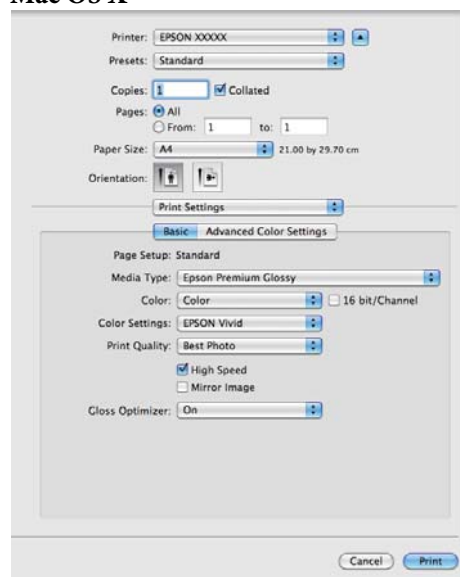 Mac OS X
Printer: EPSON XXXXX
Presets: Standard
Copies: 1 Collated
Pages: All
From: 1 to: 1
Paper Size: A4 21.00 by 29.70 cm
Orientation:
Print Settings
Basic Advanced Color Settings
Page Setup: Standard
Media Type: Epson Premium Glossy
Color: Color 16 bit/Channel
Color Settings: EPSON Vivid
Print Quality: Best Photo
High Speed
Mirror Image
Gloss Optimizer: On
Cancel Print